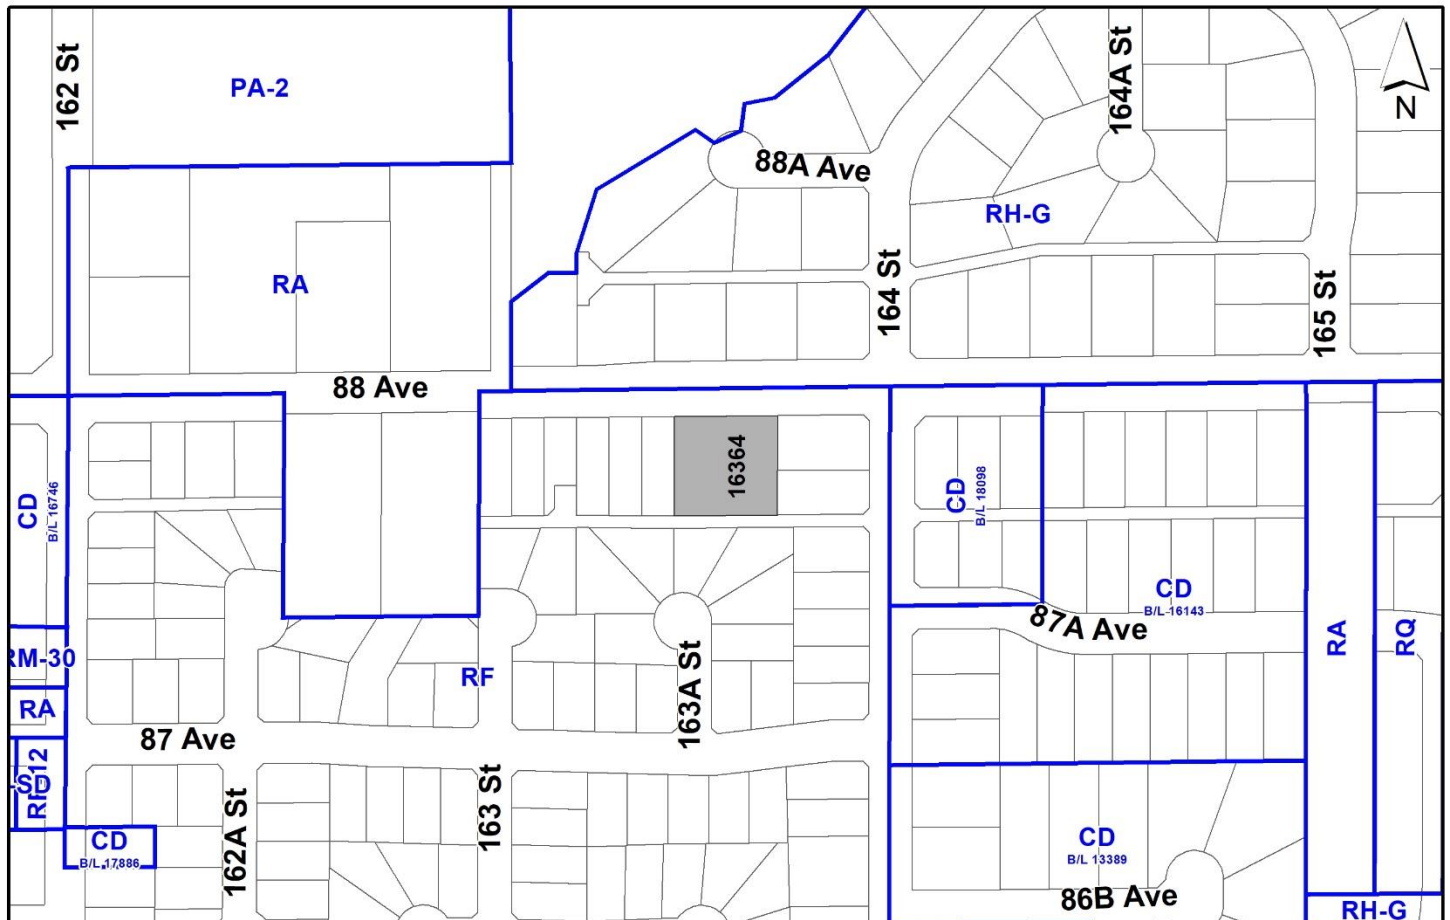 162 St
PA-2
164A St
N
88A Ave
RH-G
RA
164 St
165 St
88 Ave
16364
CD
B/L 16746
CD
B/L 18098
CD
B/L 16143
87A Ave
RA
RQ
RM-30
RF
RA
163A St
87 Ave
RF
162A St
163 St
CD
B/L 17886
CD
B/L 13389
86B Ave
RH-G